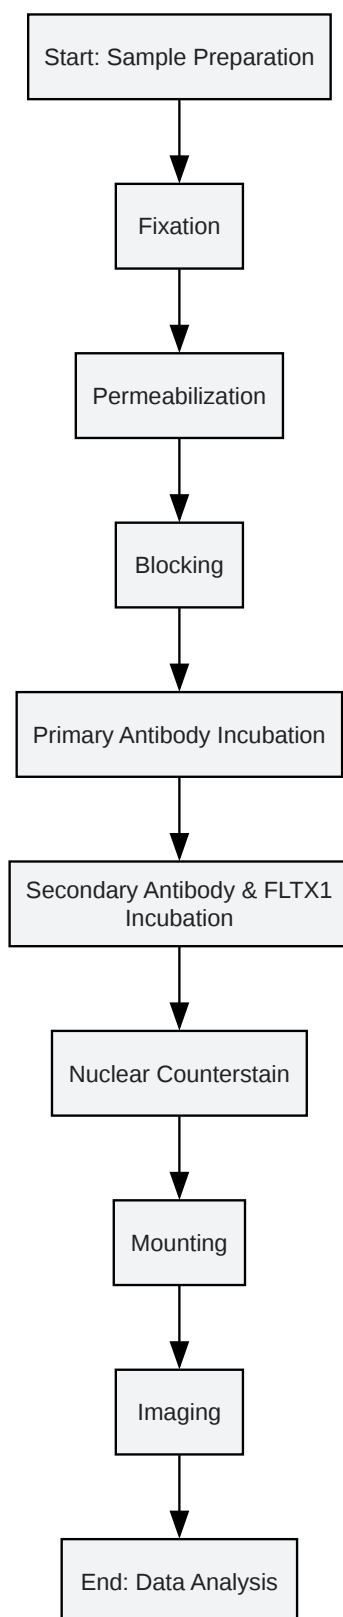 Start: Sample Preparation
Fixation
Permeabilization
Blocking
Primary Antibody Incubation
Secondary Antibody & FLTX1
Incubation
Nuclear Counterstain
Mounting
Imaging
End: Data Analysis